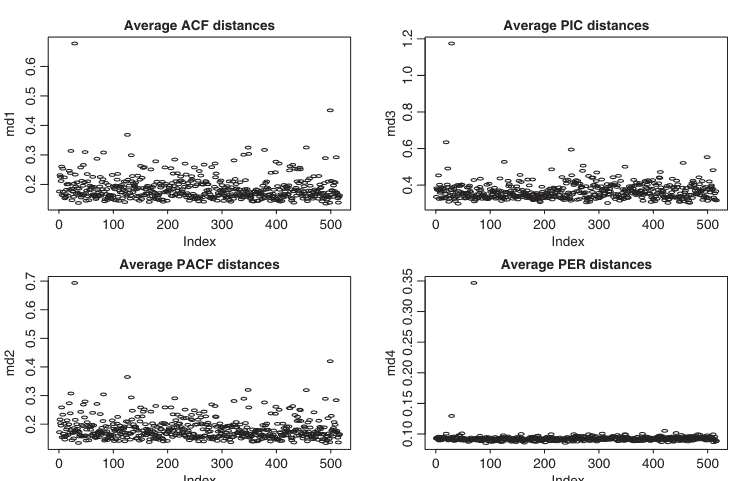 Average ACF distances
md1
0.2 0.3 0.4 0.5 0.6
0 100 200 300 400 500
Index
Average PIC distances
md3
0.4 0.6 0.8 1.0 1.2
0 100 200 300 400 500
Index
Average PACF distances
md2
0.2 0.3 0.4 0.5 0.6 0.7
0 100 200 300 400 500
Index
Average PER distances
md4
0.10 0.15 0.20 0.25 0.30 0.35
0 100 200 300 400 500
Index